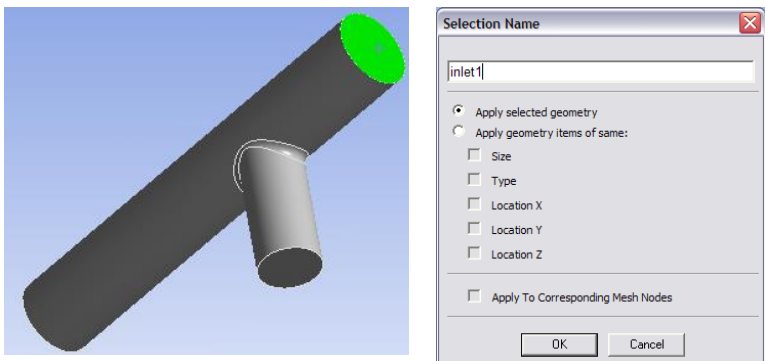 Selection Name
inlet1
Apply selected geometry
Apply geometry items of same:
Size
Type
Location X
Location Y
Location Z
Apply To Corresponding Mesh Nodes
OK
Cancel